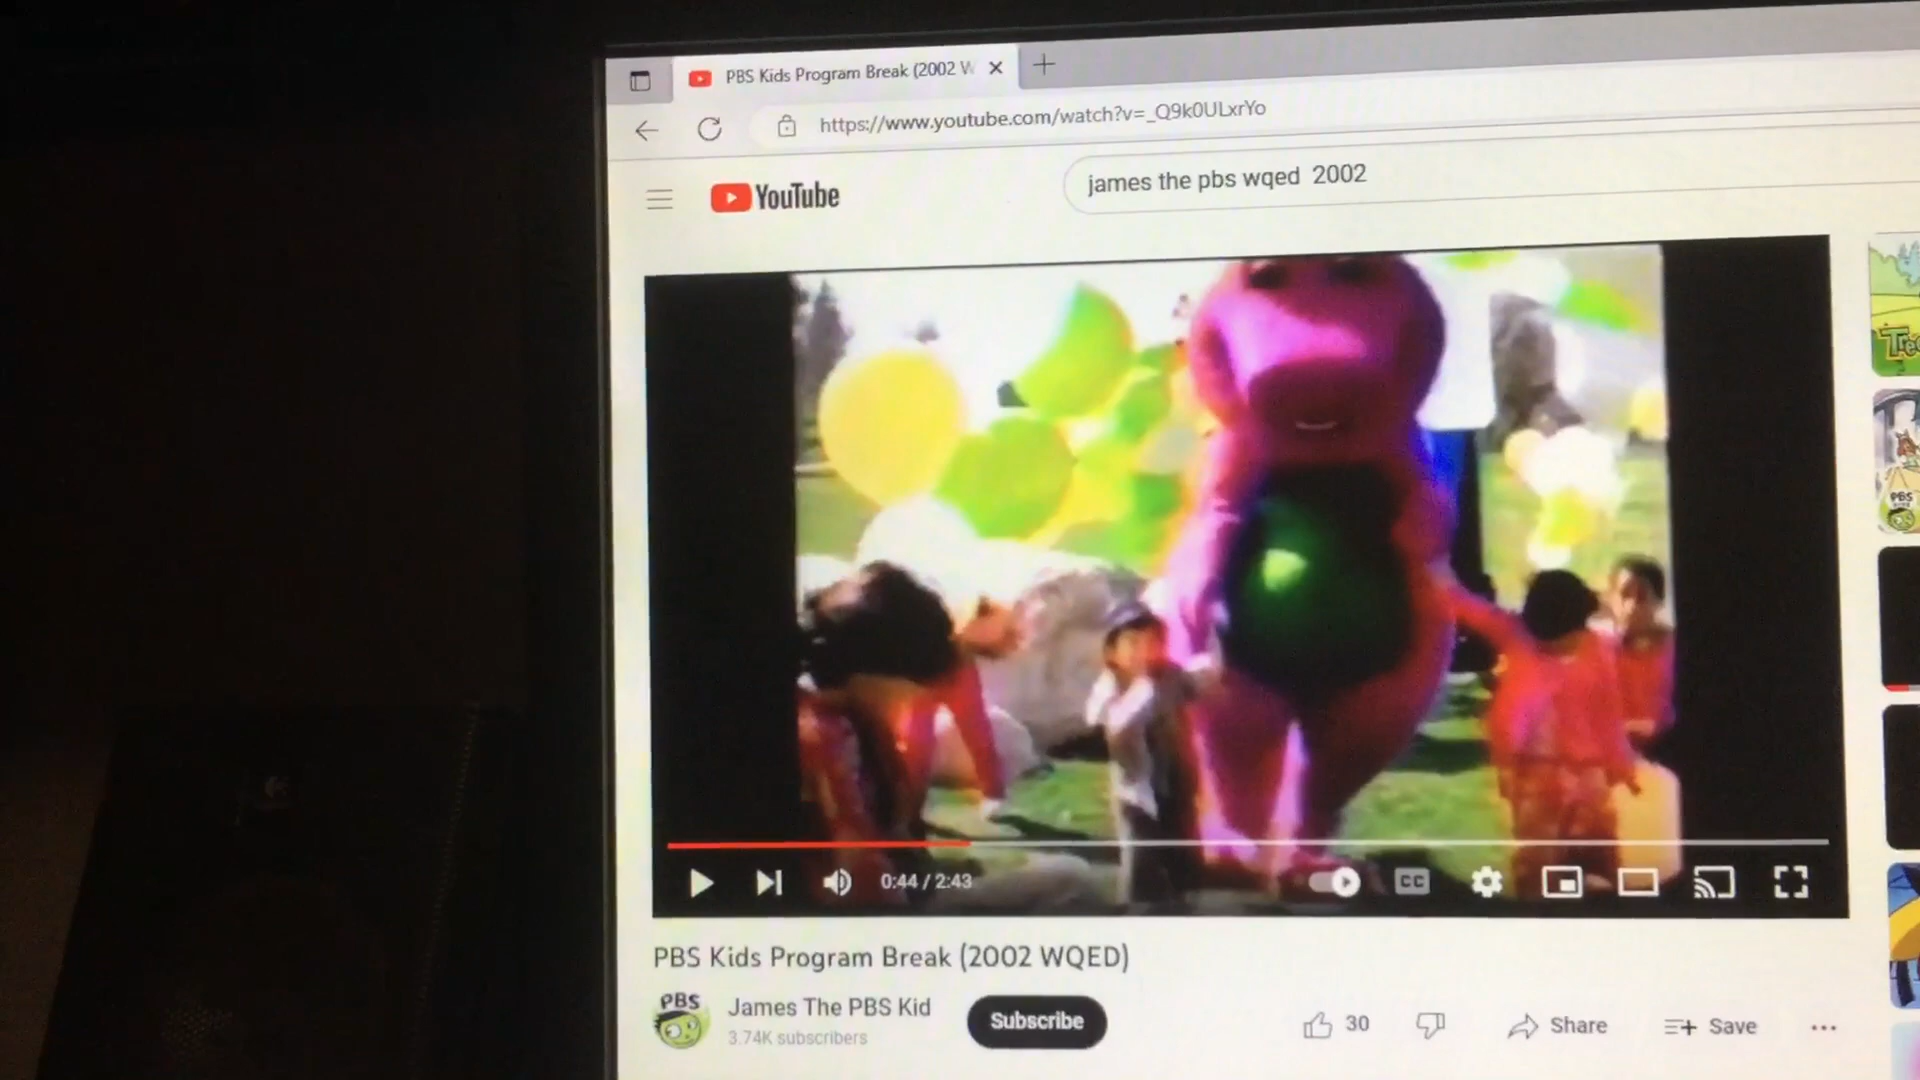 PBS Kids Program Break (2002 W
https://www.youtube.com/watch?v=_Q9k0ULxrYo
YouTube
james the pbs wqed 2002
Tree
PBS
0:44 / 2:43
CC
PBS Kids Program Break (2002 WQED)
PBS
James The PBS Kid
3.74K subscribers
Subscribe
30
Share
Save